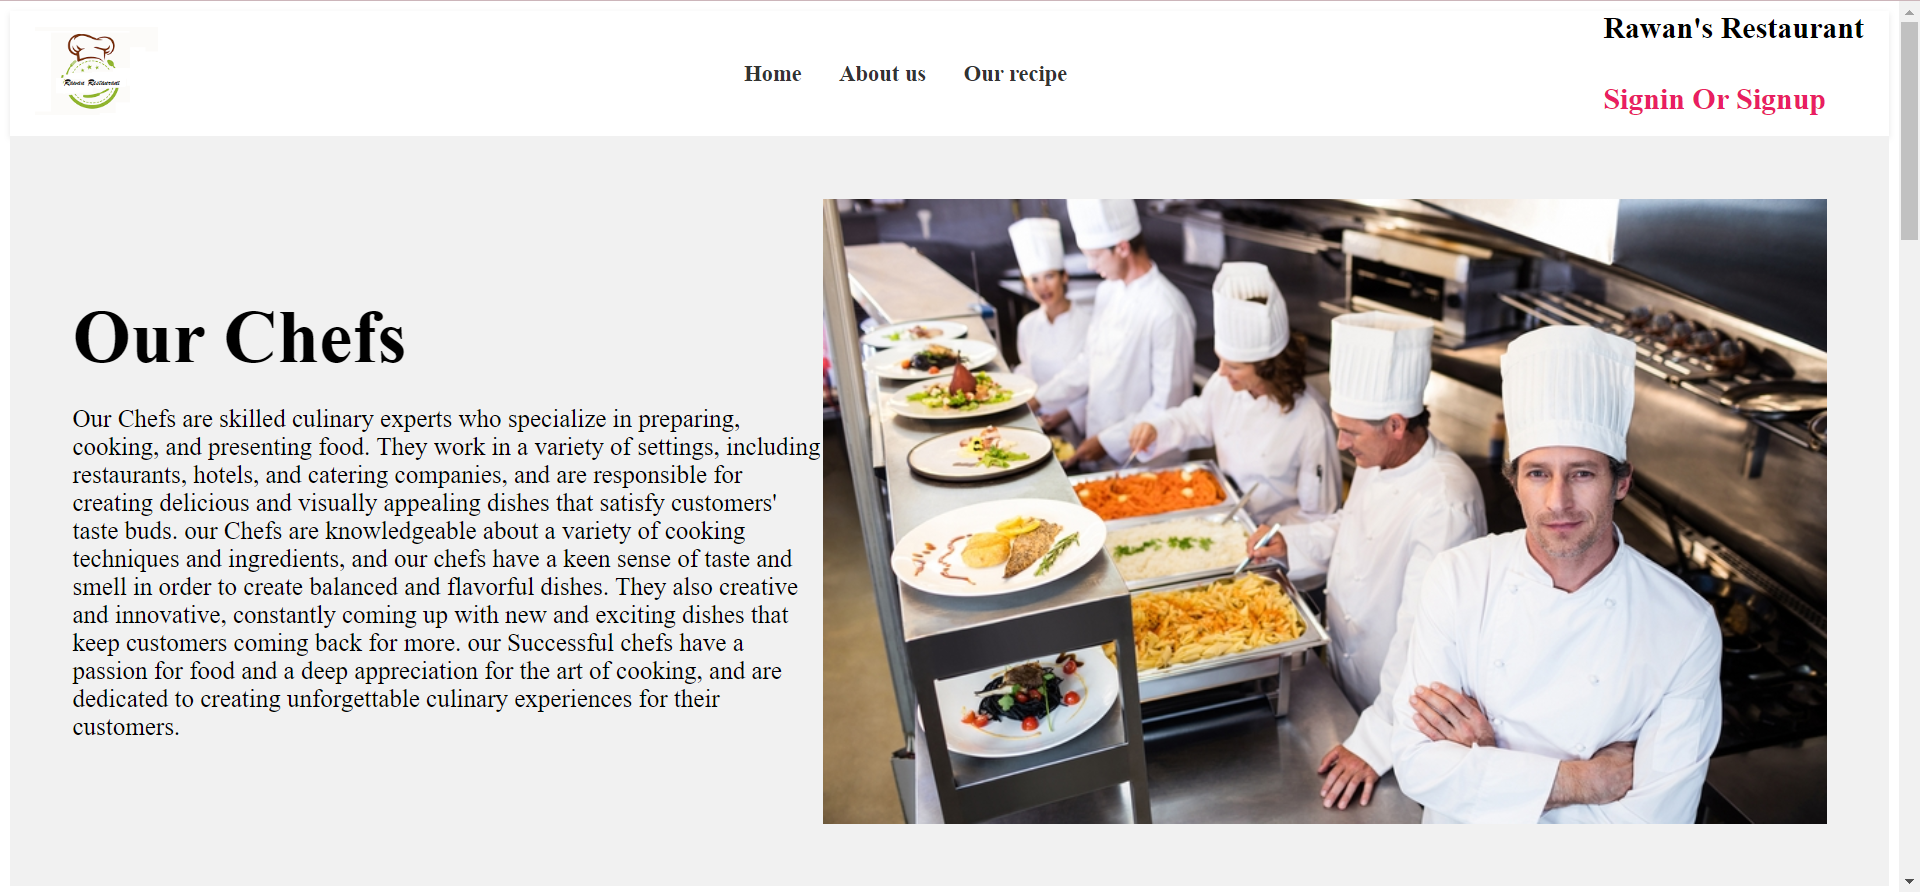 Rawan Restaurant
Home About us Our recipe
Rawan's Restaurant
Signin Or Signup
Our Chefs
Our Chefs are skilled culinary experts who specialize in preparing,
cooking, and presenting food. They work in a variety of settings, including
restaurants, hotels, and catering companies, and are responsible for
creating delicious and visually appealing dishes that satisfy customers'
taste buds. our Chefs are knowledgeable about a variety of cooking
techniques and ingredients, and our chefs have a keen sense of taste and
smell in order to create balanced and flavorful dishes. They also creative
and innovative, constantly coming up with new and exciting dishes that
keep customers coming back for more. our Successful chefs have a
passion for food and a deep appreciation for the art of cooking, and are
dedicated to creating unforgettable culinary experiences for their
customers.